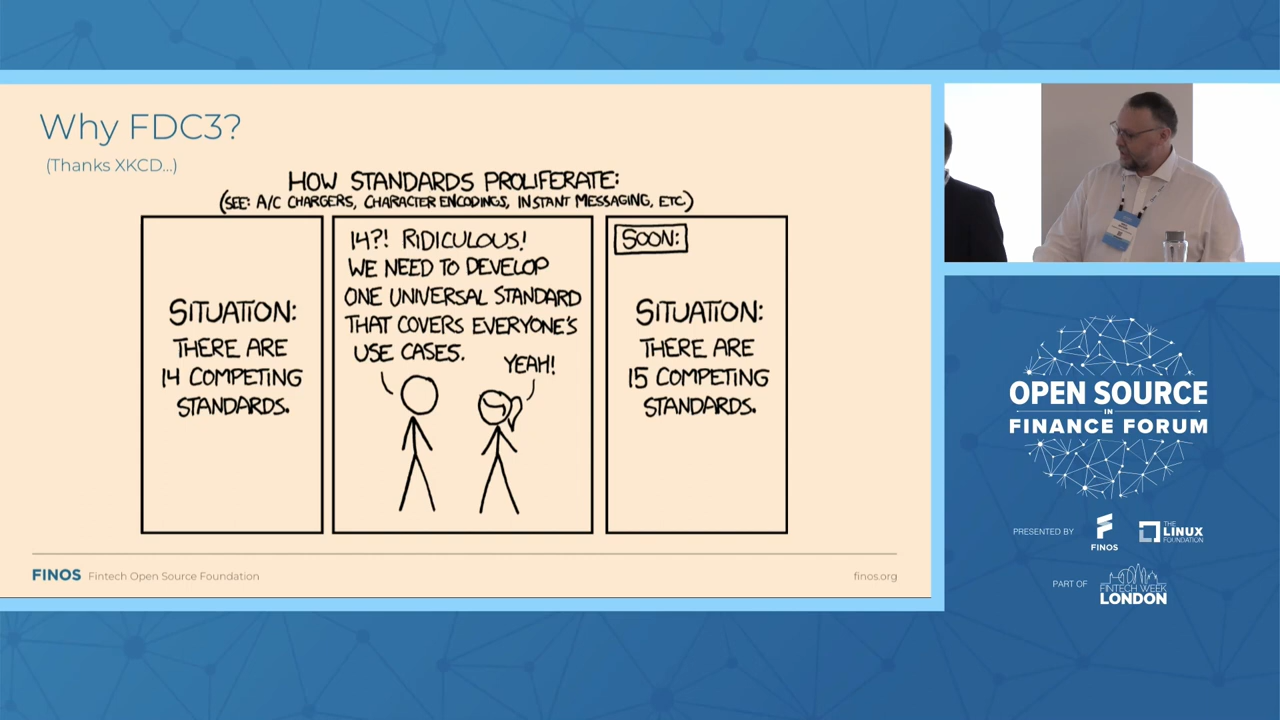 Why FDC3?
(Thanks XKCD...)
HOW STANDARDS PROLIFERATE:
(SEE: A/C CHARGERS, CHARACTER ENCODINGS, INSTANT MESSAGING, ETC.)
SITUATION:
THERE ARE
14 COMPETING
STANDARDS.
14?! RIDICULOUS!
WE NEED TO DEVELOP
ONE UNIVERSAL STANDARD
THAT COVERS EVERYONE'S
USE CASES.
YEAH!
SOON:
SITUATION:
THERE ARE
15 COMPETING
STANDARDS.
FINOS Fintech Open Source Foundation
finos.org
OPEN SOURCE
IN
FINANCE FORUM
PRESENTED BY
FINOS
THE
LINUX
FOUNDATION
PART OF
FINTECH WEEK
LONDON